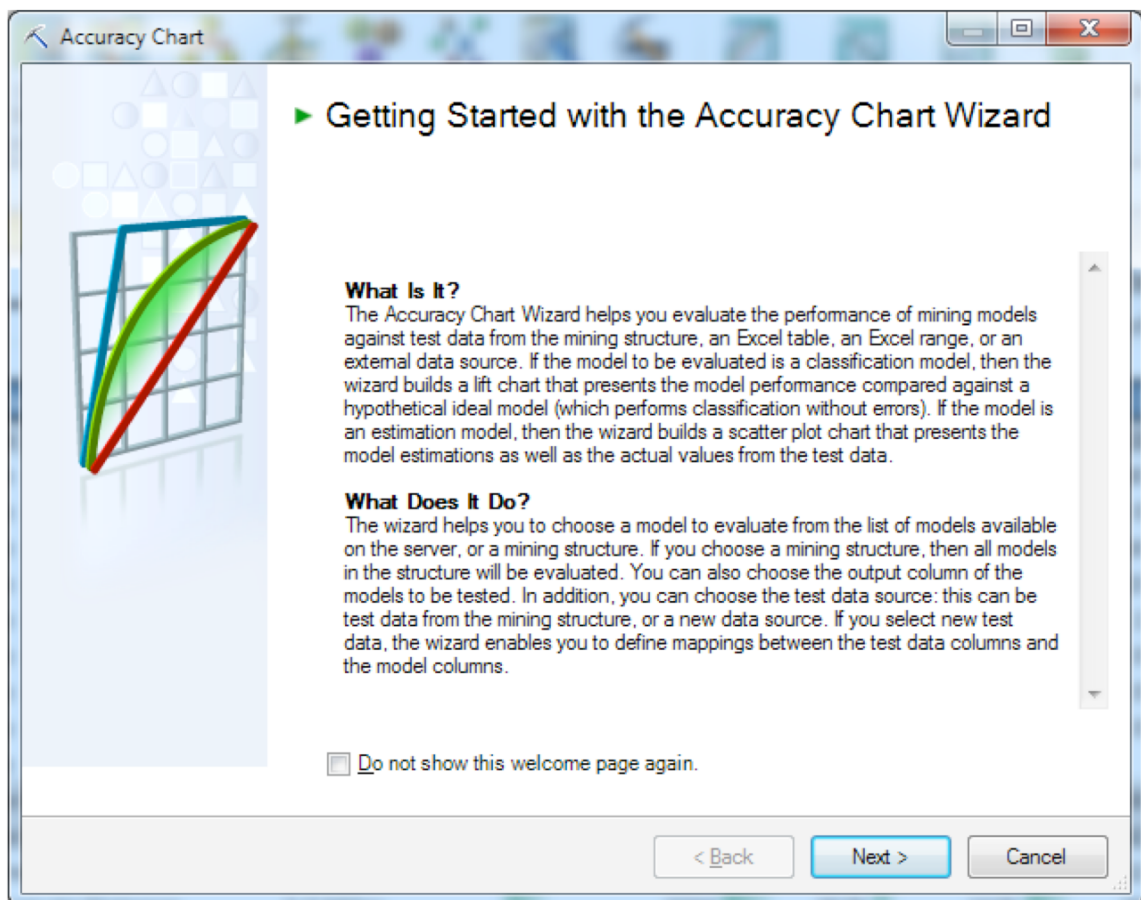 Accuracy Chart
Getting Started with the Accuracy Chart Wizard
What Is It?
The Accuracy Chart Wizard helps you evaluate the performance of mining models
against test data from the mining structure, an Excel table, an Excel range, or an
external data source. If the model to be evaluated is a classification model, then the
wizard builds a lift chart that presents the model performance compared against a
hypothetical ideal model (which performs classification without errors). If the model is
an estimation model, then the wizard builds a scatter plot chart that presents the
model estimations as well as the actual values from the test data.
What Does It Do?
The wizard helps you to choose a model to evaluate from the list of models available
on the server, or a mining structure. If you choose a mining structure, then all models
in the structure will be evaluated. You can also choose the output column of the
models to be tested. In addition, you can choose the test data source: this can be
test data from the mining structure, or a new data source. If you select new test
data, the wizard enables you to define mappings between the test data columns and
the model columns.
Do not show this welcome page again.
< Back Next > Cancel